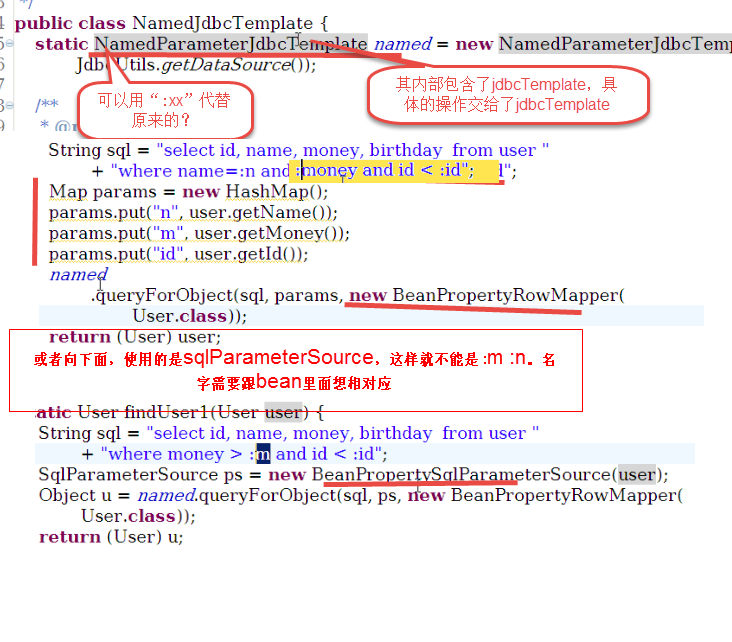 */
public class NamedJdbcTemplate {
static NamedParameterJdbcTemplate named = new NamedParameterJdbcTemp
JdbcUtils.getDataSource());
可以用“:xx”代替
原来的？
其内部包含了jdbcTemplate，具
体的操作交给了jdbcTemplate
/**
String sql = "select id, name, money, birthday from user "
+ "where name=:n and :money and id < :id";
Map params = new HashMap();
params.put("n", user.getName());
params.put("m", user.getMoney());
params.put("id", user.getId());
named
.queryForObject(sql, params, new BeanPropertyRowMapper(
User.class));
return (User) user;
或者向下面，使用的是sqlParameterSource，这样就不能是 :m :n。名
字需要跟bean里面想相对应
atic User findUser1(User user) {
String sql = "select id, name, money, birthday from user "
+ "where money > :m and id < :id";
SqlParameterSource ps = new BeanPropertySqlParameterSource(user);
Object u = named.queryForObject(sql, ps, new BeanPropertyRowMapper(
User.class));
return (User) u;